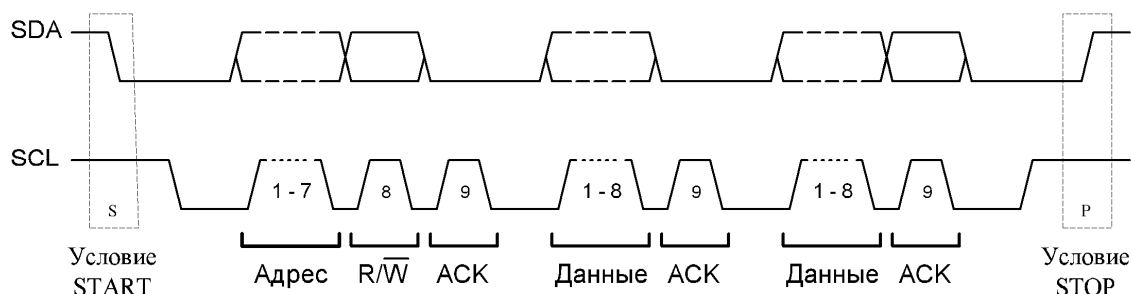 SDA
SCL
1 - 7
8
9
1 - 8
9
1 - 8
9
S
P
Условие
START
Адрес
R/W̅
ACK
Данные
ACK
Данные
ACK
Условие
STOP